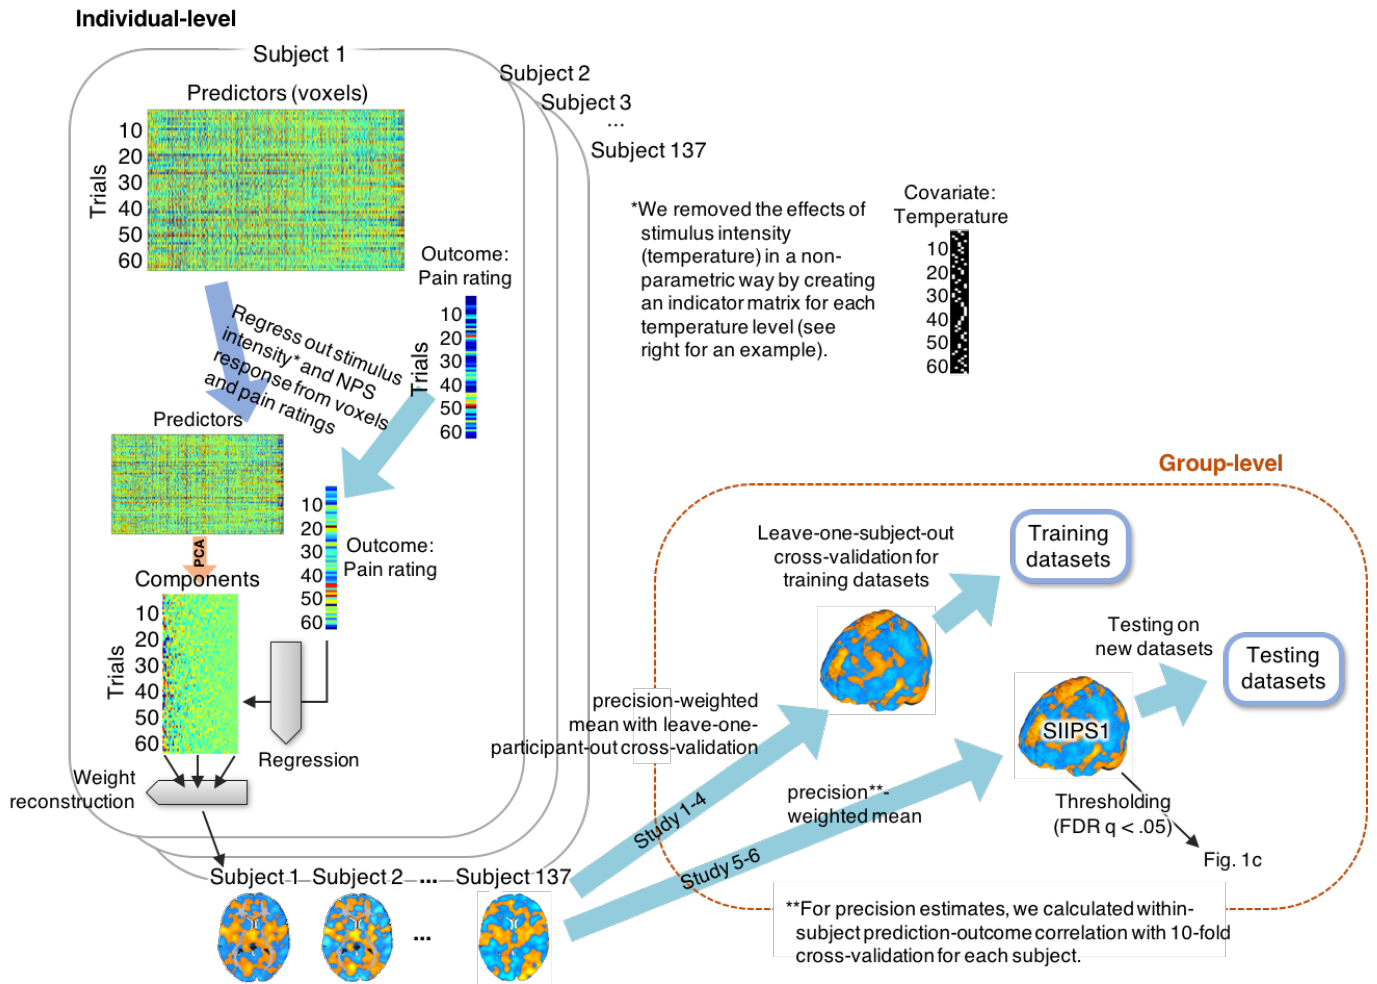 Individual-level
Subject 1
Subject 2
Subject 3
...
Subject 137
Predictors (voxels)
Trials
10
20
30
40
50
60
Outcome:
Pain rating
Trials
10
20
30
40
50
60
Regress out stimulus
intensity* and NPS
response from voxels
and pain ratings
*We removed the effects of
stimulus intensity
(temperature) in a non-
parametric way by creating
an indicator matrix for each
temperature level (see
right for an example).
Covariate:
Temperature
10
20
30
40
50
60
Predictors
PCA
Components
Trials
10
20
30
40
50
60
10
20
30
40
50
60
Outcome:
Pain rating
Regression
Weight
reconstruction
Subject 1
Subject 2
...
Subject 137
...
Group-level
Leave-one-subject-out
cross-validation for
training datasets
Training
datasets
precision-weighted
mean with leave-one-
participant-out cross-validation
Study 1-4
precision**-
weighted mean
Study 5-6
SIIPS1
Testing on
new datasets
Testing
datasets
Thresholding
(FDR q < .05)
Fig. 1c
**For precision estimates, we calculated within-
subject prediction-outcome correlation with 10-fold
cross-validation for each subject.